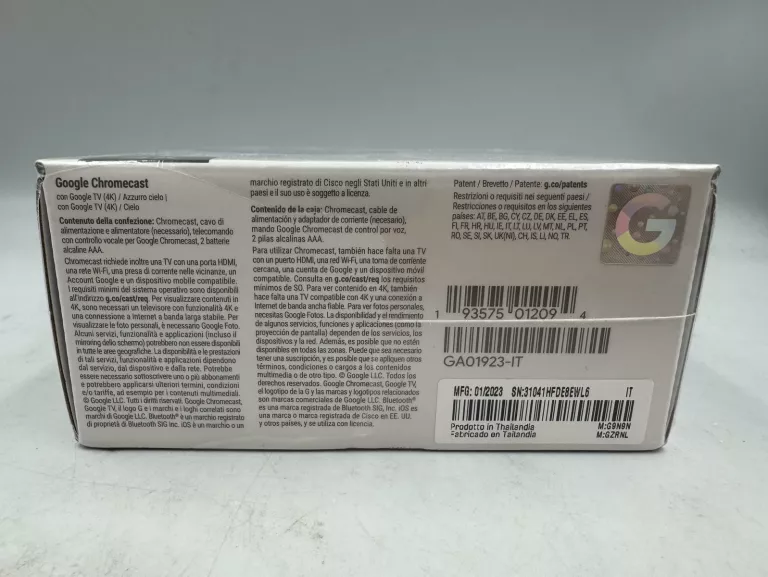 Google Chromecast
con Google TV (4K) / Azzurro cielo |
con Google TV (4K) / Cielo
Contenuto della confezione: Chromecast, cavo di
alimentazione e alimentatore (necessario), telecomando
con controllo vocale per Google Chromecast, 2 batterie
alcaline AAA.
Chromecast richiede inoltre una TV con una porta HDMI,
una rete Wi-Fi, una presa di corrente nelle vicinanze, un
Account Google e un dispositivo mobile compatibile.
I requisiti minimi del sistema operativo sono disponibili
all'indirizzo g.co/cast/req. Per visualizzare contenuti in
4K, sono necessari un televisore con funzionalità 4K e
una connessione a Internet a banda larga stabile. Per
visualizzare le foto personali, è necessario Google Foto.
Alcuni servizi, funzionalità e applicazioni (incluso il
mirroring dello schermo) potrebbero non essere disponibili
in tutte le aree geografiche. La disponibilità e le prestazioni
di tali servizi, funzionalità e applicazioni dipendono
dal servizio, dal dispositivo e dalla rete. Potrebbe
essere necessario sottoscrivere uno o più abbonamenti
e potrebbero applicarsi ulteriori termini, condizioni
e/o tariffe, ad esempio per i contenuti multimediali.
© Google LLC. Tutti i diritti riservati. Google Chromecast,
Google TV, il logo G e i marchi e i loghi correlati sono
marchi di Google LLC. Bluetooth è un marchio registrato
di proprietà di Bluetooth SIG, Inc. iOS è un marchio o un
marchio registrato di Cisco negli Stati Uniti e in altri
paesi e il suo uso è soggetto a licenza.
Contenido de la caja: Chromecast, cable de
alimentación y adaptador de corriente (necesario),
mando Google Chromecast de control por voz,
2 pilas alcalinas AAA.
Para utilizar Chromecast, también hace falta una TV
con un puerto HDMI, una red Wi-Fi, una toma de corriente
cercana, una cuenta de Google y un dispositivo móvil
compatible. Consulta en g.co/cast/req los requisitos
mínimos de SO. Para ver contenido en 4K, también
hace falta una TV compatible con 4K y una conexión a
Internet de banda ancha fiable. Para ver fotos personales,
necesitas Google Fotos. La disponibilidad y el rendimiento
de algunos servicios, funciones y aplicaciones (como la
proyección de pantalla) dependen de los servicios,
los dispositivos y la red. Además, es posible que no estén
disponibles en todas las zonas. Puede que sea necesario
tener una suscripción, y es posible que se apliquen otros
términos, condiciones o cargos a los contenidos
multimedia o de otro tipo. © Google LLC. Todos los
derechos reservados. Google Chromecast, Google TV,
el logotipo de la G y las marcas y logotipos relacionados
son marcas comerciales de Google LLC. Bluetooth
es una marca registrada de Bluetooth SIG, Inc. iOS es
una marca o marca registrada de Cisco en EE. UU.
y otros países, y se utiliza con licencia.
Patent / Brevetto / Patente: g.co/patents
Restrizioni o requisiti nei seguenti paesi /
Restricciones o requisitos en los siguientes
países: AT, BE, BG, CY, CZ, DE, DK, EE, EL, ES,
FI, FR, HR, HU, IE, IT, LT, LU, LV, MT, NL, PL, PT,
RO, SE, SI, SK, UK(NI), CH, IS, LI, NO, TR.
G
1 93575 01209 4
GA01923-IT
MFG: 01/2023 SN:31041HFDE8EWL6 IT
Prodotto in Thailandia M:G9N9N
Fabricado en Tailandia M:GZRNL